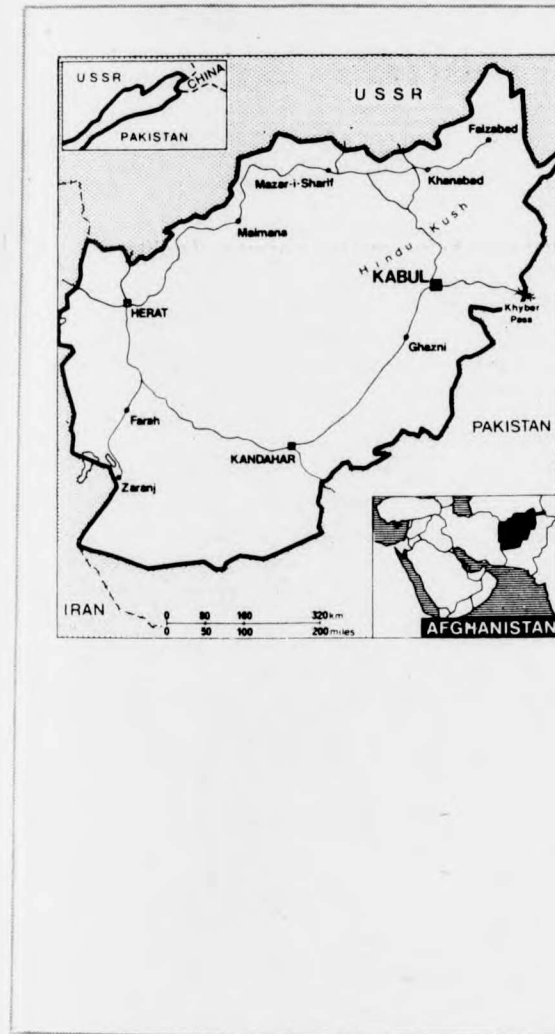 USSR
CHINA
PAKISTAN
USSR
Faizabad
Mazar-i-Sharif
Khanabad
Maimana
Hindu Kush
KABUL
HERAT
Khyber
Pass
Ghazni
Farah
PAKISTAN
KANDAHAR
Zaranj
IRAN
0 80 160 320 km
0 50 100 200 miles
AFGHANISTAN